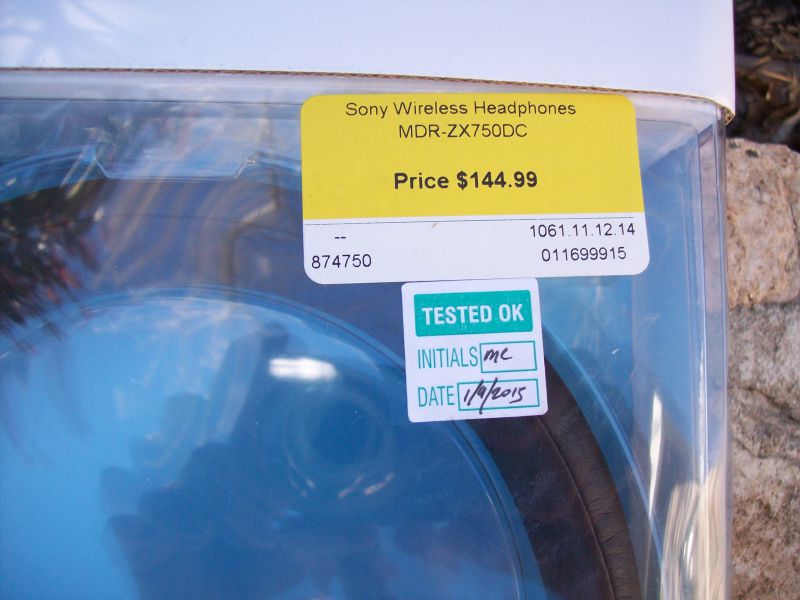 Sony Wireless Headphones
MDR-ZX750DC
Price $144.99
-- 1061.11.12.14
874750 011699915
TESTED OK
INITIALS mc
DATE 1/9/2015